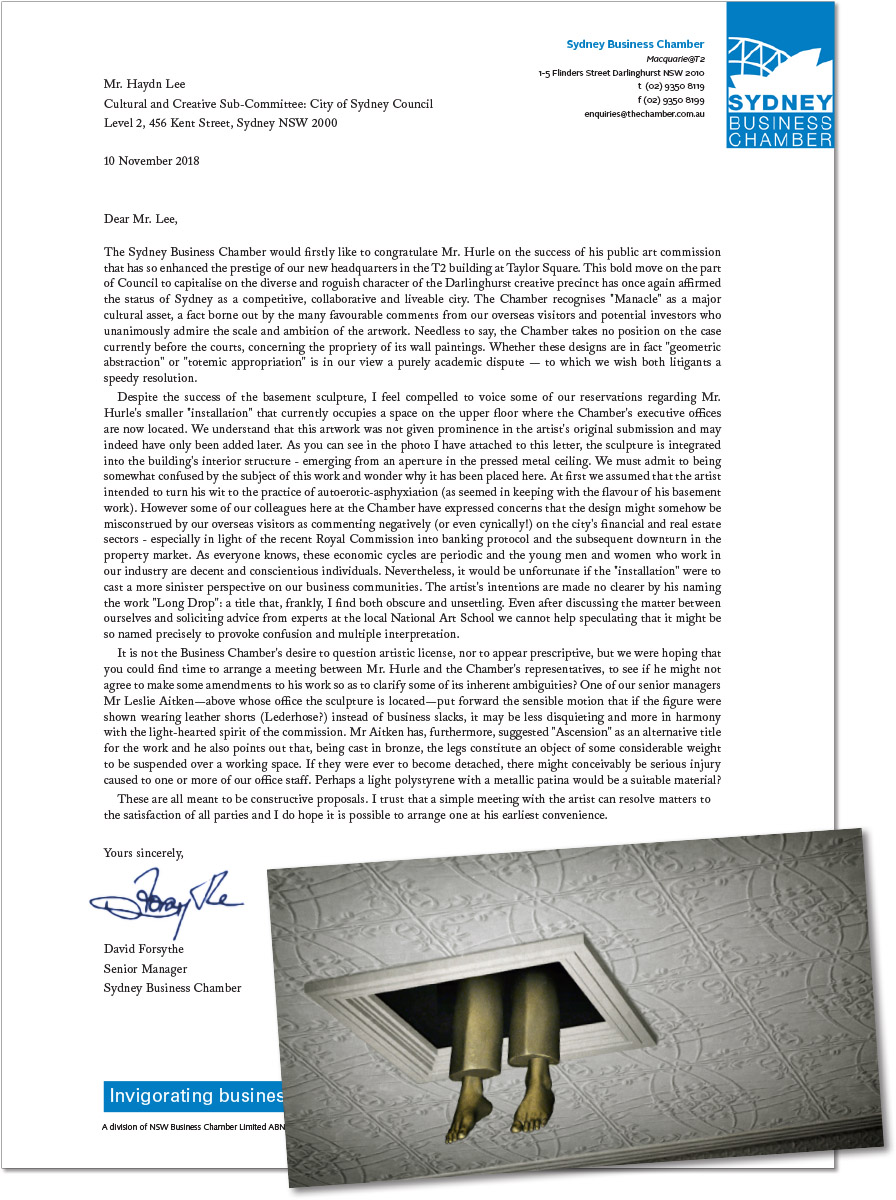 Sydney Business Chamber
Macquarie@T2
1-5 Flinders Street Darlinghurst NSW 2010
t (02) 9350 8119
f (02) 9350 8199
enquiries@thechamber.com.au
SYDNEY
BUSINESS
CHAMBER
Mr. Haydn Lee
Cultural and Creative Sub-Committee: City of Sydney Council
Level 2, 456 Kent Street, Sydney NSW 2000
10 November 2018
Dear Mr. Lee,
The Sydney Business Chamber would firstly like to congratulate Mr. Hurle on the success of his public art commission
that has so enhanced the prestige of our new headquarters in the T2 building at Taylor Square. This bold move on the part
of Council to capitalise on the diverse and roguish character of the Darlinghurst creative precinct has once again affirmed
the status of Sydney as a competitive, collaborative and liveable city. The Chamber recognises "Manacle" as a major
cultural asset, a fact borne out by the many favourable comments from our overseas visitors and potential investors who
unanimously admire the scale and ambition of the artwork. Needless to say, the Chamber takes no position on the case
currently before the courts, concerning the propriety of its wall paintings. Whether these designs are in fact "geometric
abstraction" or "totemic appropriation" is in our view a purely academic dispute — to which we wish both litigants a
speedy resolution.
Despite the success of the basement sculpture, I feel compelled to voice some of our reservations regarding Mr.
Hurle's smaller "installation" that currently occupies a space on the upper floor where the Chamber's executive offices
are now located. We understand that this artwork was not given prominence in the artist's original submission and may
indeed have only been added later. As you can see in the photo I have attached to this letter, the sculpture is integrated
into the building's interior structure - emerging from an aperture in the pressed metal ceiling. We must admit to being
somewhat confused by the subject of this work and wonder why it has been placed here. At first we assumed that the artist
intended to turn his wit to the practice of autoerotic-asphyxiation (as seemed in keeping with the flavour of his basement
work). However some of our colleagues here at the Chamber have expressed concerns that the design might somehow be
misconstrued by our overseas visitors as commenting negatively (or even cynically!) on the city's financial and real estate
sectors - especially in light of the recent Royal Commission into banking protocol and the subsequent downturn in the
property market. As everyone knows, these economic cycles are periodic and the young men and women who work in
our industry are decent and conscientious individuals. Nevertheless, it would be unfortunate if the "installation" were to
cast a more sinister perspective on our business communities. The artist's intentions are made no clearer by his naming
the work "Long Drop": a title that, frankly, I find both obscure and unsettling. Even after discussing the matter between
ourselves and soliciting advice from experts at the local National Art School we cannot help speculating that it might be
so named precisely to provoke confusion and multiple interpretation.
It is not the Business Chamber's desire to question artistic license, nor to appear prescriptive, but we were hoping that
you could find time to arrange a meeting between Mr. Hurle and the Chamber's representatives, to see if he might not
agree to make some amendments to his work so as to clarify some of its inherent ambiguities? One of our senior managers
Mr Leslie Aitken—above whose office the sculpture is located—put forward the sensible motion that if the figure were
shown wearing leather shorts (Lederhose?) instead of business slacks, it may be less disquieting and more in harmony
with the light-hearted spirit of the commission. Mr Aitken has, furthermore, suggested "Ascension" as an alternative title
for the work and he also points out that, being cast in bronze, the legs constitute an object of some considerable weight
to be suspended over a working space. If they were ever to become detached, there might conceivably be serious injury
caused to one or more of our office staff. Perhaps a light polystyrene with a metallic patina would be a suitable material?
These are all meant to be constructive proposals. I trust that a simple meeting with the artist can resolve matters to
the satisfaction of all parties and I do hope it is possible to arrange one at his earliest convenience.
Yours sincerely,
David Forsythe
Senior Manager
Sydney Business Chamber
Invigorating busines
A division of NSW Business Chamber Limited ABN